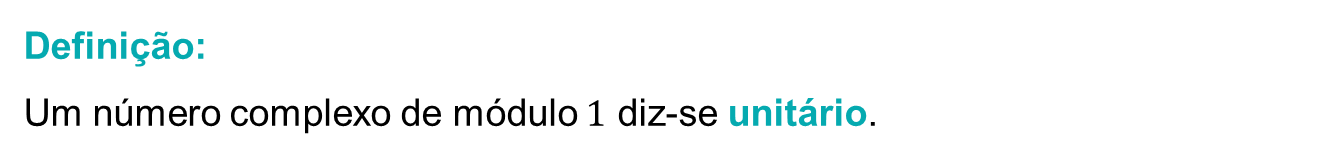 Definição:
Um número complexo de módulo 1 diz-se unitário.